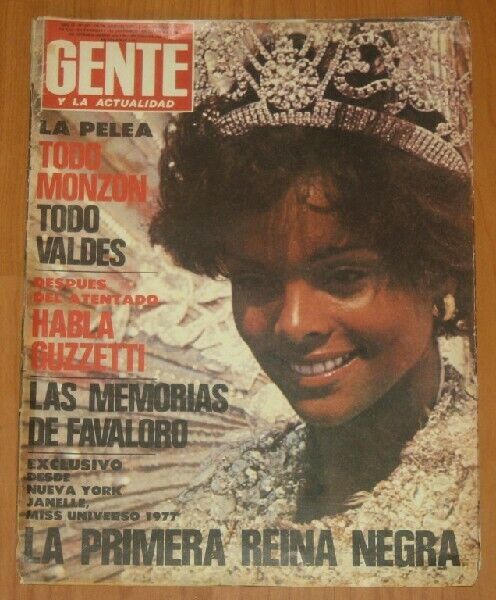 GENTE
Y LA ACTUALIDAD
LA PELEA
TODO
MONZON
TODO
VALDES
DESPUES
DEL ATENTADO
HABLA
GUZZETTI
LAS MEMORIAS
DE FAVALORO
EXCLUSIVO
DESDE
NUEVA YORK
JANELLE,
MISS UNIVERSO 1977
LA PRIMERA REINA NEGRA